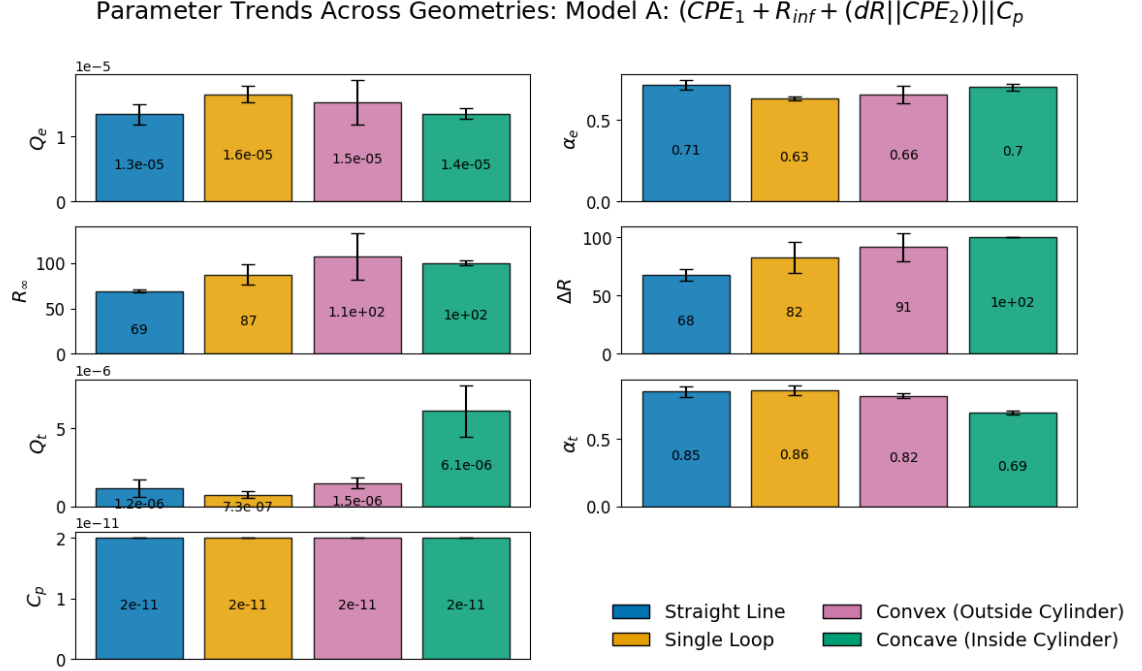 Parameter Trends Across Geometries: Model A: $(CPE_1 + R_{inf} + (dR||CPE_2))||C_p$
1e−5
Q_e
1
0
1.3e-05
1.6e-05
1.5e-05
1.4e-05
α_e
0.5
0.0
0.71
0.63
0.66
0.7
R_∞
100
50
0
69
87
1.1e+02
1e+02
ΔR
100
50
0
68
82
91
1e+02
1e−6
Q_t
5
0
1.2e-06
7.3e-07
1.5e-06
6.1e-06
α_t
0.5
0.0
0.85
0.86
0.82
0.69
1e−11
C_p
2
1
0
2e-11
2e-11
2e-11
2e-11
Straight Line
Single Loop
Convex (Outside Cylinder)
Concave (Inside Cylinder)